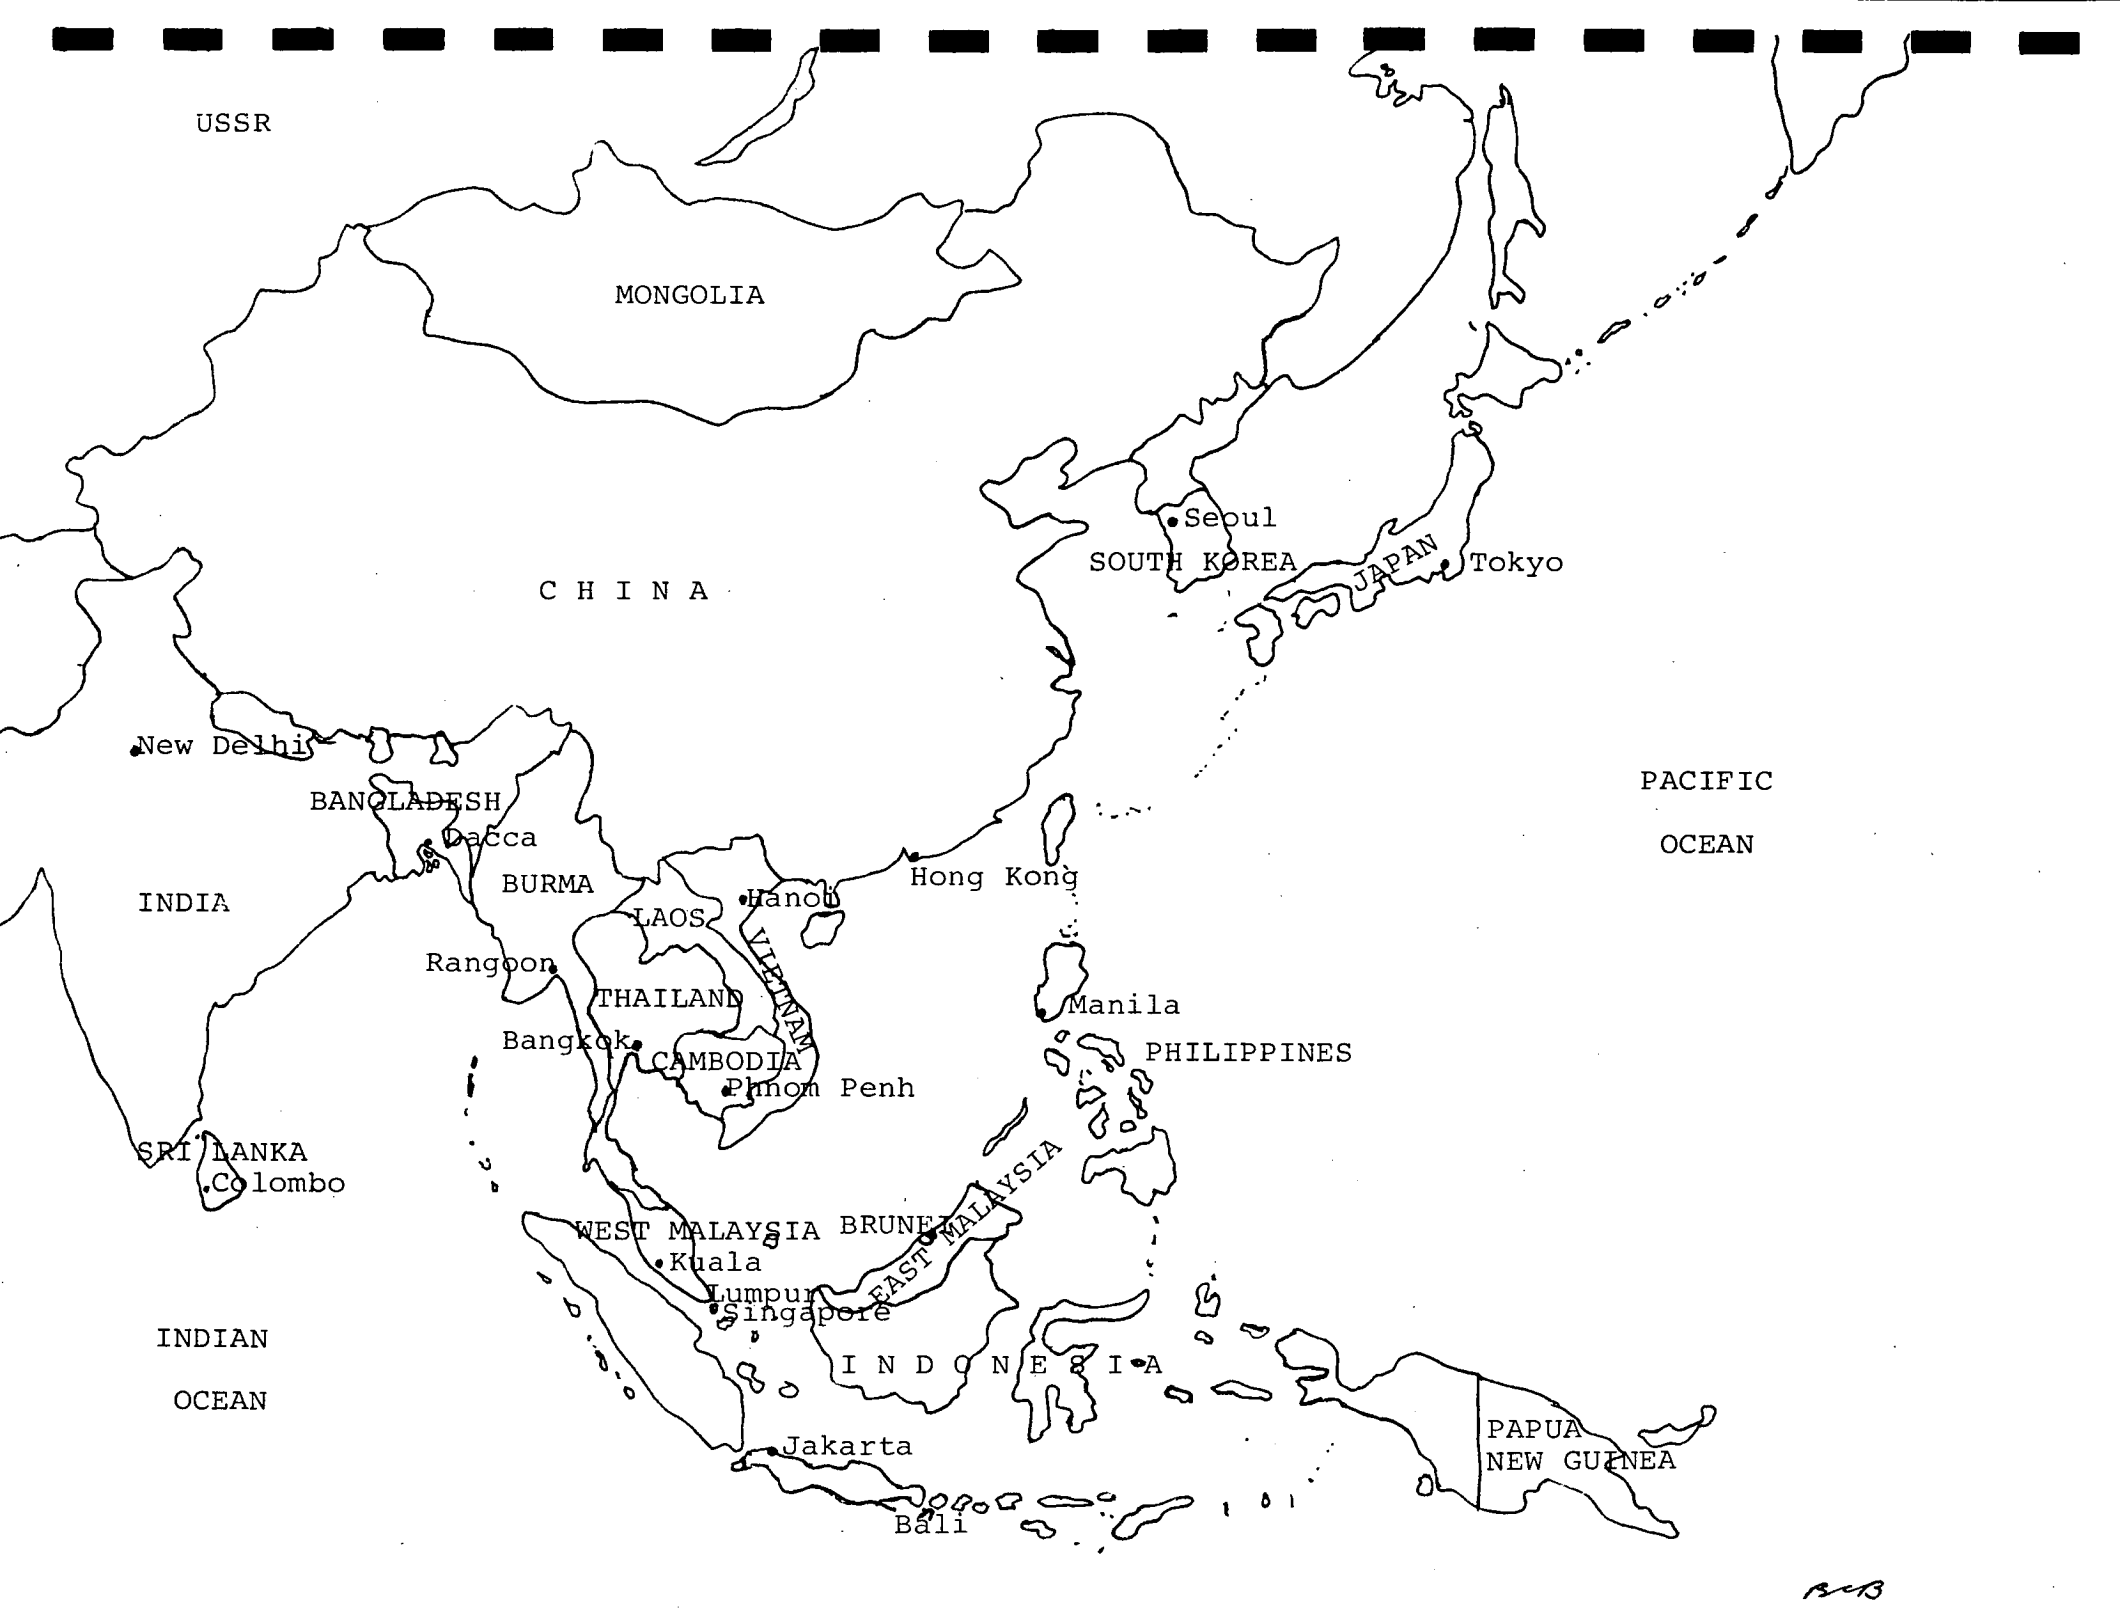 USSR
MONGOLIA
Seoul
SOUTH KOREA
JAPAN
Tokyo
C H I N A
New Delhi
PACIFIC
OCEAN
BANGLADESH
Dacca
Hong Kong
BURMA
INDIA
Hanoi
LAOS
VIETNAM
Rangoon
THAILAND
Manila
Bangkok
CAMBODIA
PHILIPPINES
Phnom Penh
SRI LANKA
Colombo
WEST MALAYSIA
BRUNEI
EAST MALAYSIA
Kuala
Lumpur
Singapore
INDIAN
OCEAN
I N D O N E S I A
PAPUA
NEW GUINEA
Jakarta
Bali
BCB